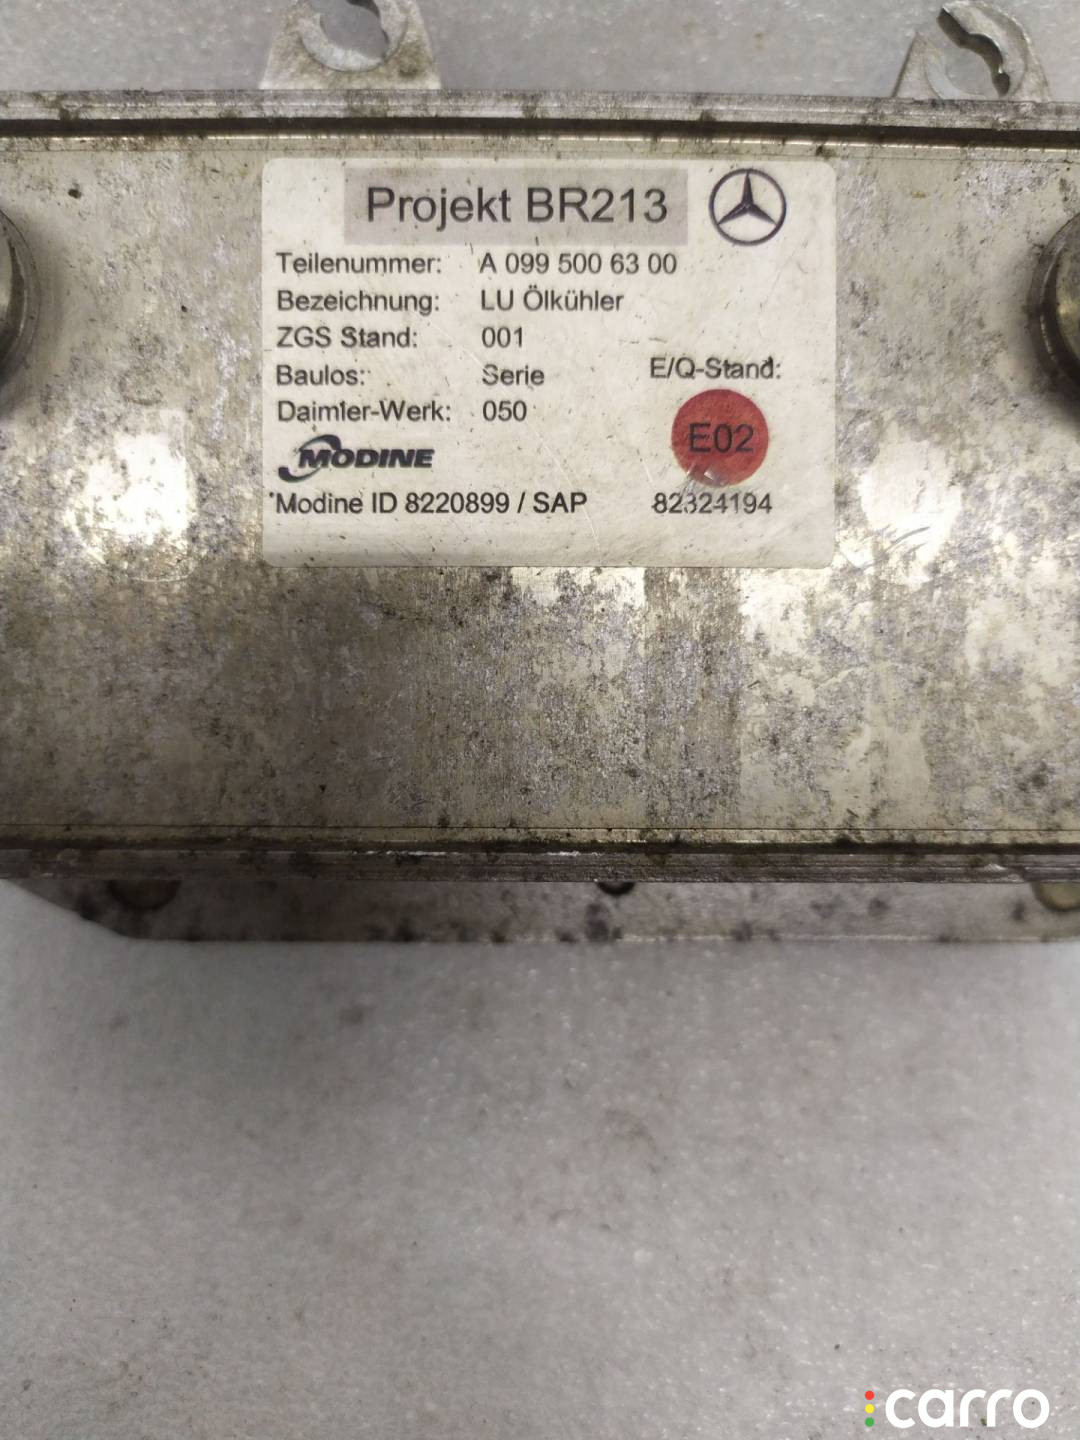 Projekt BR213
Teilenummer: A 099 500 63 00
Bezeichnung: LU Ölkühler
ZGS Stand: 001
Baulos: Serie E/Q-Stand:
Daimler-Werk: 050 E02
MODINE
Modine ID 8220899 / SAP 82324194
carro